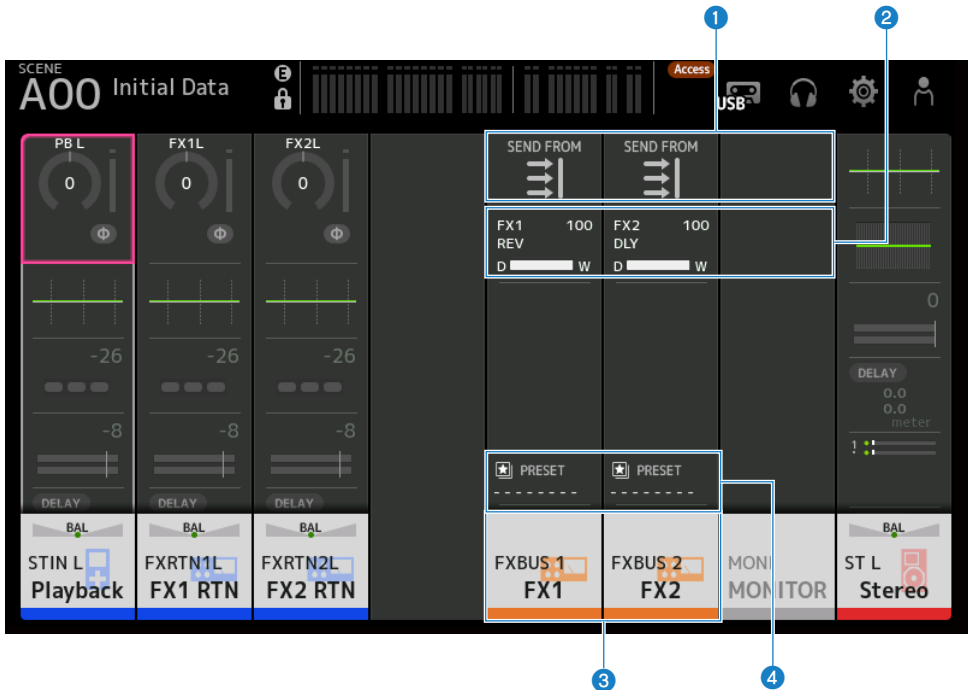 1
2
SCENE
A00 Initial Data
E
Access
USB
PB L
0
Φ
-26
-8
DELAY
BAL
STIN L
Playback
FX1L
0
Φ
-26
-8
DELAY
BAL
FXRTN1L
FX1 RTN
FX2L
0
Φ
-26
-8
DELAY
BAL
FXRTN2L
FX2 RTN
SEND FROM
FX1 100
REV
D W
PRESET
--------
FXBUS 1
FX1
SEND FROM
FX2 100
DLY
D W
PRESET
--------
FXBUS 2
FX2
MONI
MONITOR
0
DELAY
0.0
0.0
meter
1
BAL
ST L
Stereo
3
4